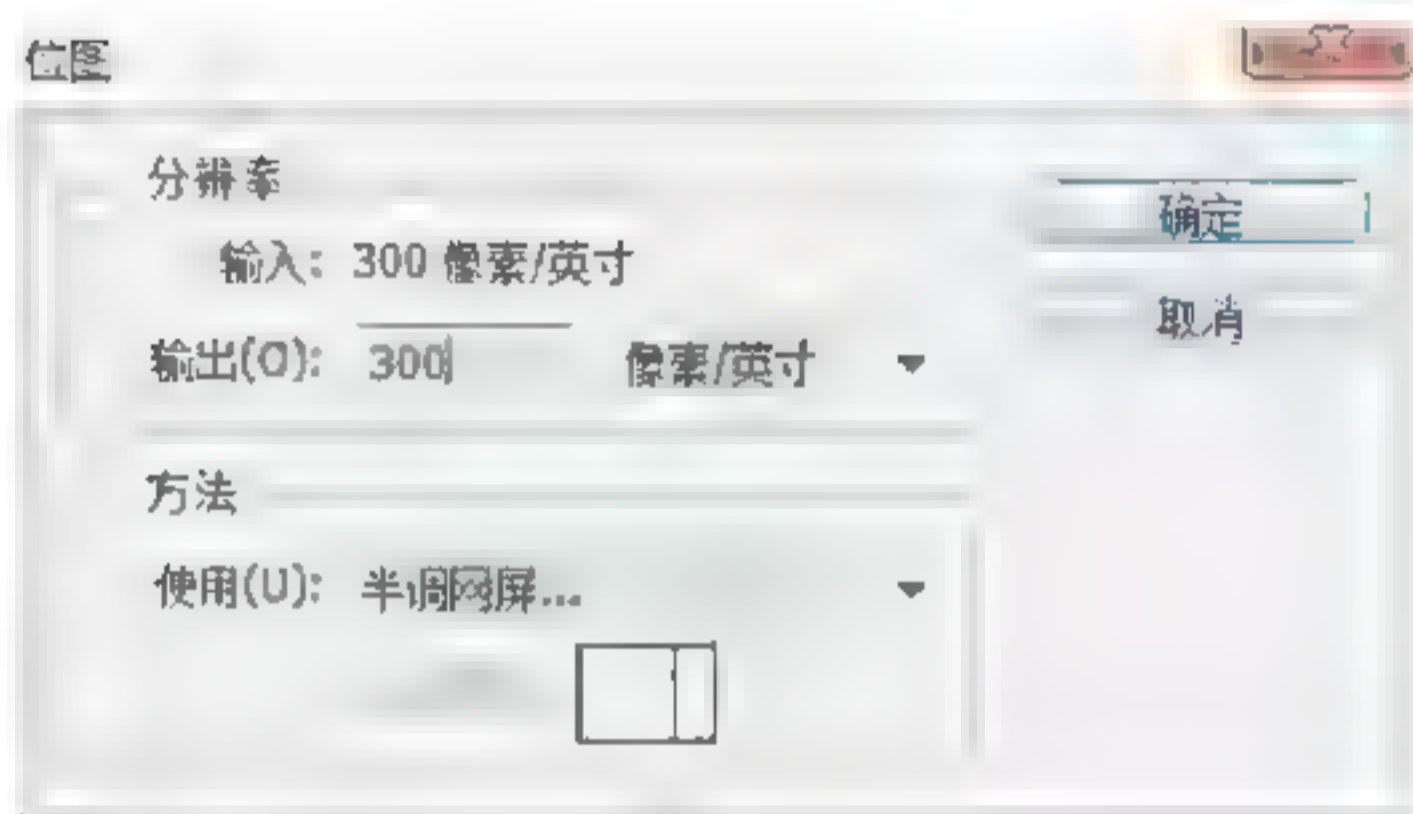 位图
分辨率
输入: 300 像素/英寸
输出(O): 300 像素/英寸
方法
使用(U): 半调网屏...
确定
取消